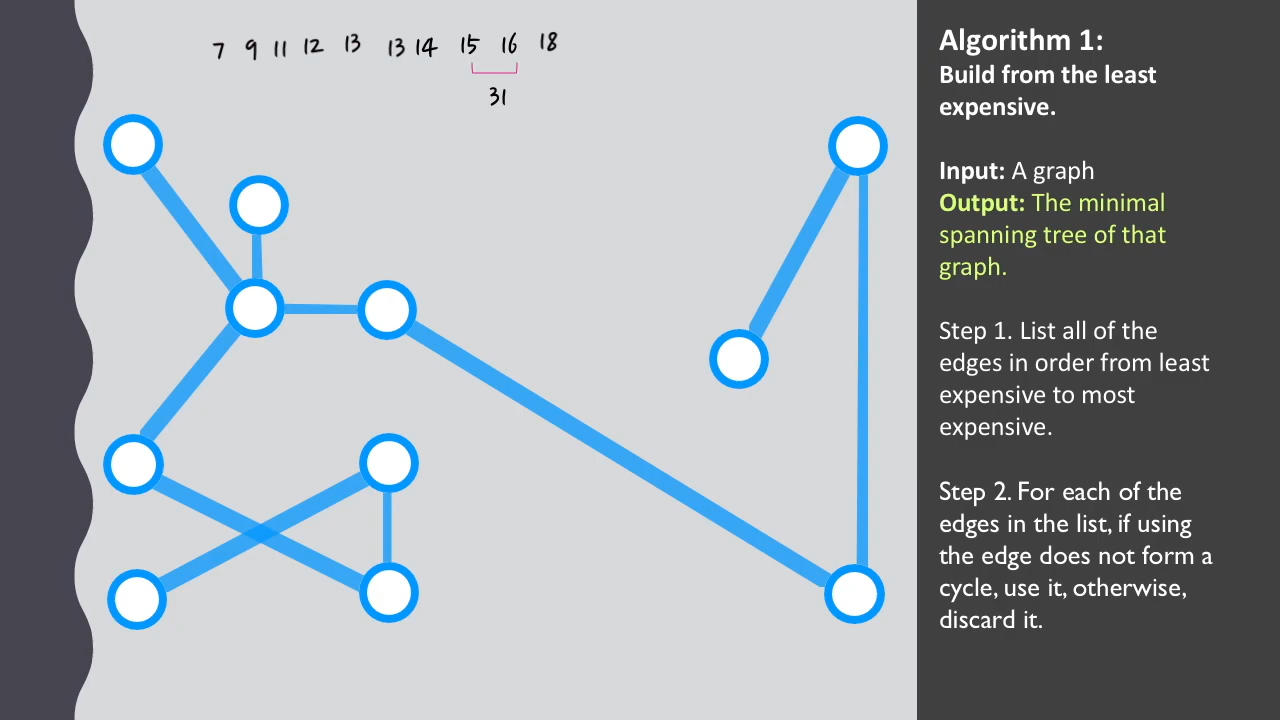 7 9 11 12 13 13 14 15 16 18
31
Algorithm 1:
Build from the least
expensive.
Input: A graph
Output: The minimal
spanning tree of that
graph.
Step 1. List all of the
edges in order from least
expensive to most
expensive.
Step 2. For each of the
edges in the list, if using
the edge does not form a
cycle, use it, otherwise,
discard it.